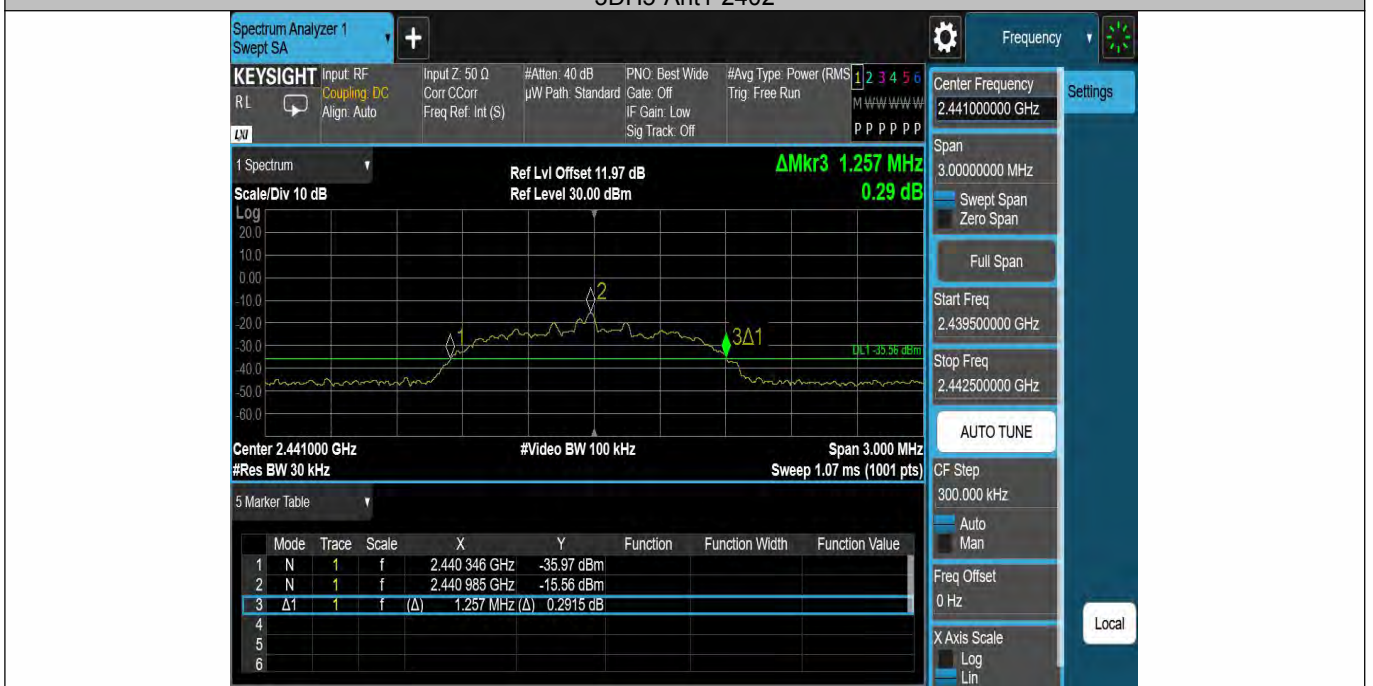 3DH5-Ant1-2402
Spectrum Analyzer 1
Swept SA
+
Frequency
KEYSIGHT
RL
LXI
Input: RF
Coupling: DC
Align: Auto
Input Z: 50 Ω
Corr CCorr
Freq Ref: Int (S)
#Atten: 40 dB
µW Path: Standard
PNO: Best Wide
Gate: Off
IF Gain: Low
Sig Track: Off
#Avg Type: Power (RMS
Trig: Free Run
1 2 3 4 5 6
M W W W W W
P P P P P P
1 Spectrum
Scale/Div 10 dB
Ref Lvl Offset 11.97 dB
Ref Level 30.00 dBm
ΔMkr3 1.257 MHz
0.29 dB
Log
20.0
10.0
0.00
-10.0
-20.0
-30.0
-40.0
-50.0
-60.0
1
2
3Δ1
DL1 -35.56 dBm
Center 2.441000 GHz
#Video BW 100 kHz
Span 3.000 MHz
#Res BW 30 kHz
Sweep 1.07 ms (1001 pts)
5 Marker Table
Mode Trace Scale X Y Function Function Width Function Value
1 N 1 f 2.440 346 GHz -35.97 dBm
2 N 1 f 2.440 985 GHz -15.56 dBm
3 Δ1 1 f (Δ) 1.257 MHz (Δ) 0.2915 dB
4
5
6
Center Frequency
2.441000000 GHz
Settings
Span
3.00000000 MHz
Swept Span
Zero Span
Full Span
Start Freq
2.439500000 GHz
Stop Freq
2.442500000 GHz
AUTO TUNE
CF Step
300.000 kHz
Auto
Man
Freq Offset
0 Hz
X Axis Scale
Log
Lin
Local